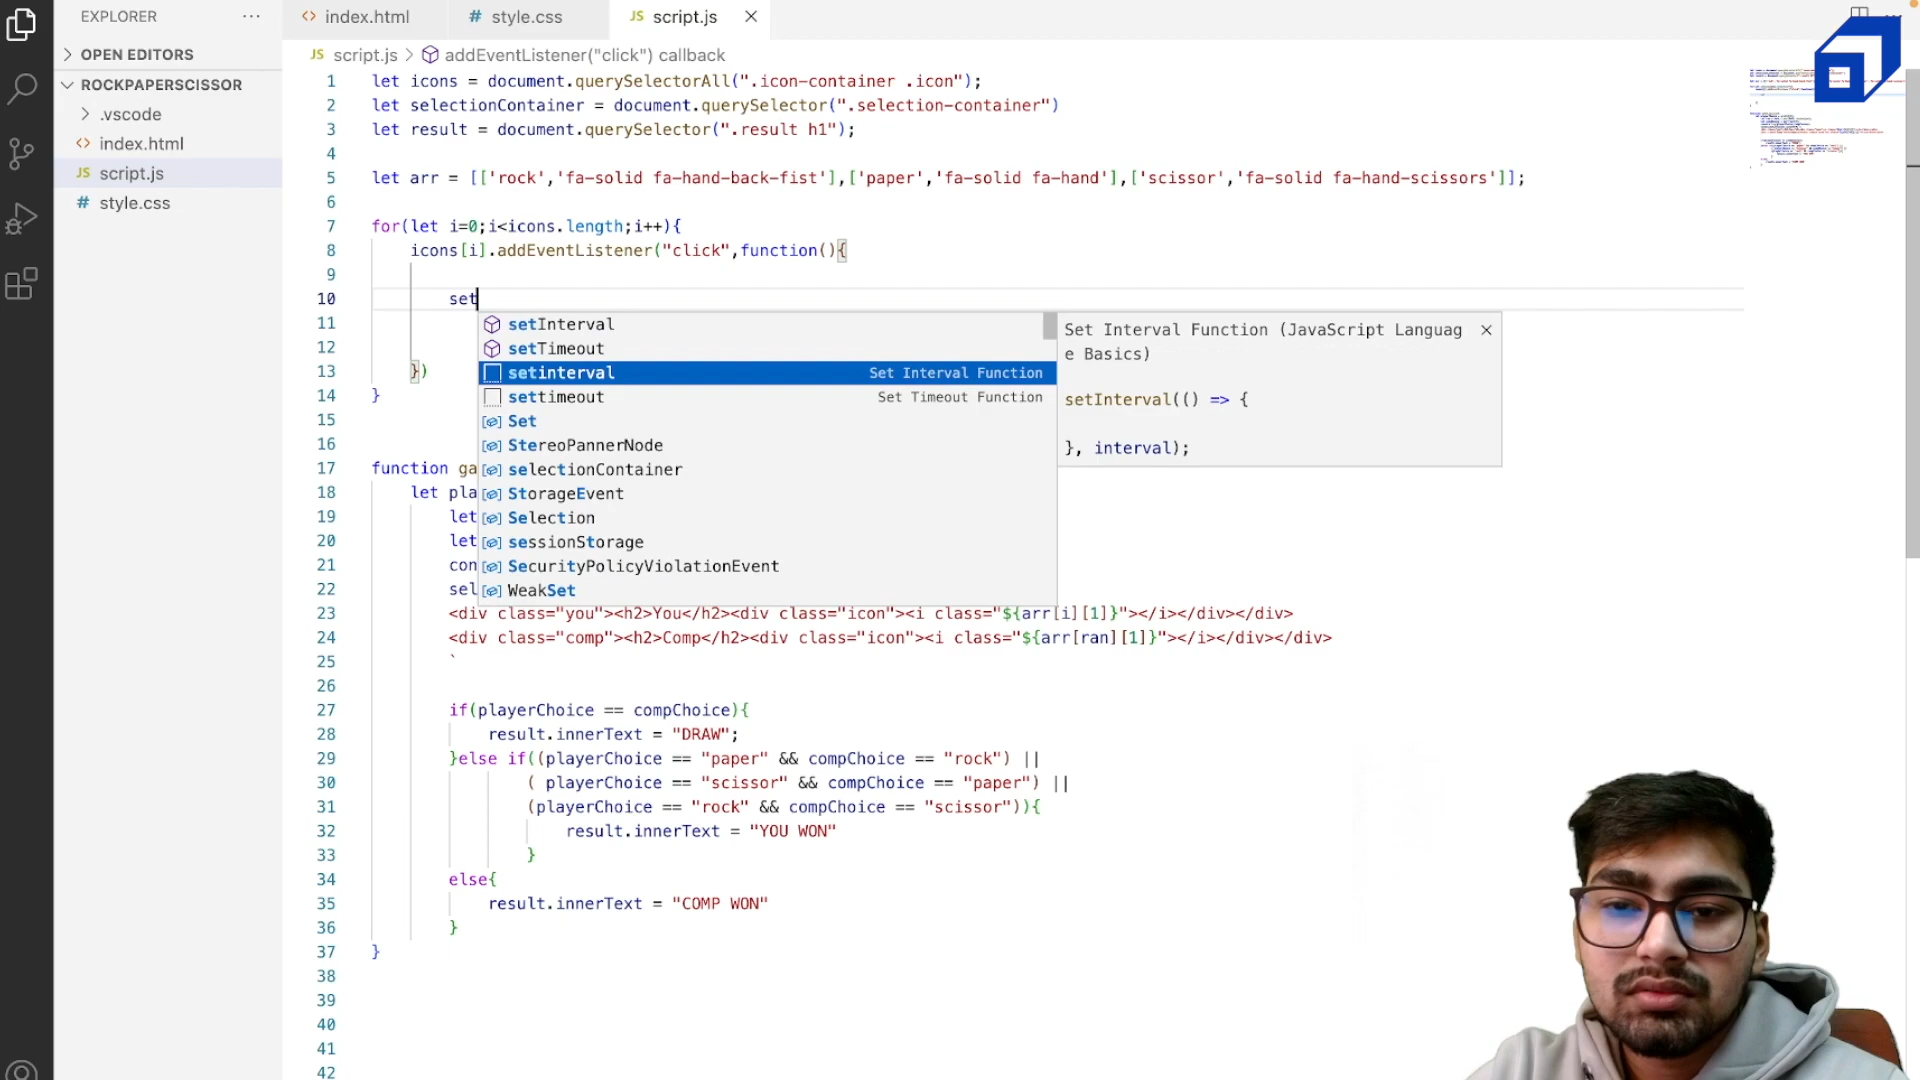 EXPLORER
OPEN EDITORS
ROCKPAPERSCISSOR
.vscode
index.html
script.js
style.css
index.html
style.css
JS script.js
JS script.js > addEventListener("click") callback
1 let icons = document.querySelectorAll(".icon-container .icon");
2 let selectionContainer = document.querySelector(".selection-container")
3 let result = document.querySelector(".result h1");
4
5 let arr = [['rock','fa-solid fa-hand-back-fist'],['paper','fa-solid fa-hand'],['scissor','fa-solid fa-hand-scissors']];
6
7 for(let i=0;i<icons.length;i++){
8 icons[i].addEventListener("click",function(){
9
10 set
11
12
13 })
14 }
15
16
17 function ga
18 let pla
19 let
20 let
21 con
22 sel
setInterval
setTimeout
setinterval Set Interval Function
settimeout Set Timeout Function
Set
StereoPannerNode
selectionContainer
StorageEvent
Selection
sessionStorage
SecurityPolicyViolationEvent
WeakSet
Set Interval Function (JavaScript Languag
e Basics)
setInterval(() => {
}, interval);
23 <div class="you"><h2>You</h2><div class="icon"><i class="${arr[i][1]}"></i></div></div>
24 <div class="comp"><h2>Comp</h2><div class="icon"><i class="${arr[ran][1]}"></i></div></div>
25 `
26
27 if(playerChoice == compChoice){
28 result.innerText = "DRAW";
29 }else if((playerChoice == "paper" && compChoice == "rock") ||
30 ( playerChoice == "scissor" && compChoice == "paper") ||
31 (playerChoice == "rock" && compChoice == "scissor")){
32 result.innerText = "YOU WON"
33 }
34 else{
35 result.innerText = "COMP WON"
36 }
37 }
38
39
40
41
42